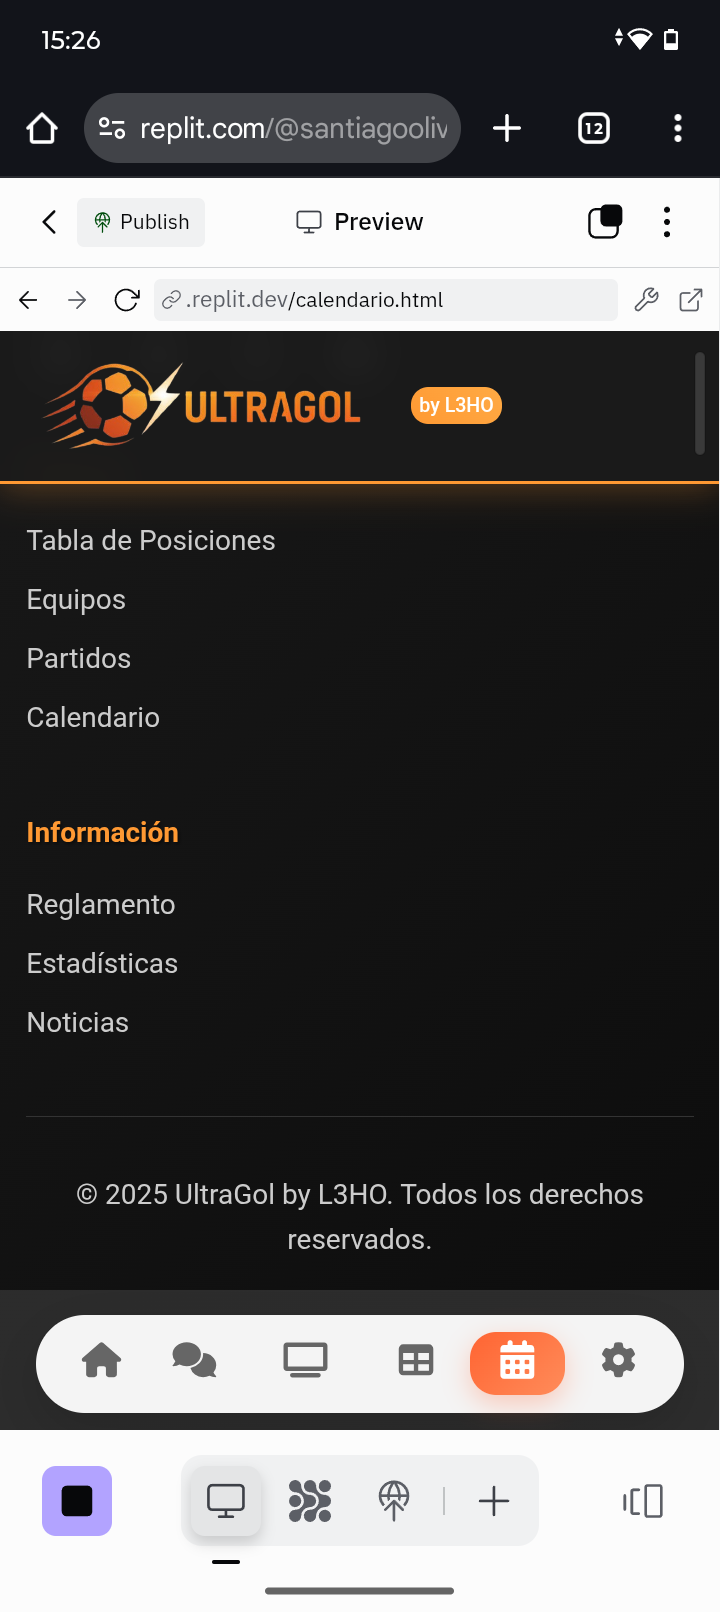 15:26
replit.com/@santiagooliv
12
Publish
Preview
.replit.dev/calendario.html
ULTRAGOL
by L3HO
Tabla de Posiciones
Equipos
Partidos
Calendario
Información
Reglamento
Estadísticas
Noticias
© 2025 UltraGol by L3HO. Todos los derechos
reservados.